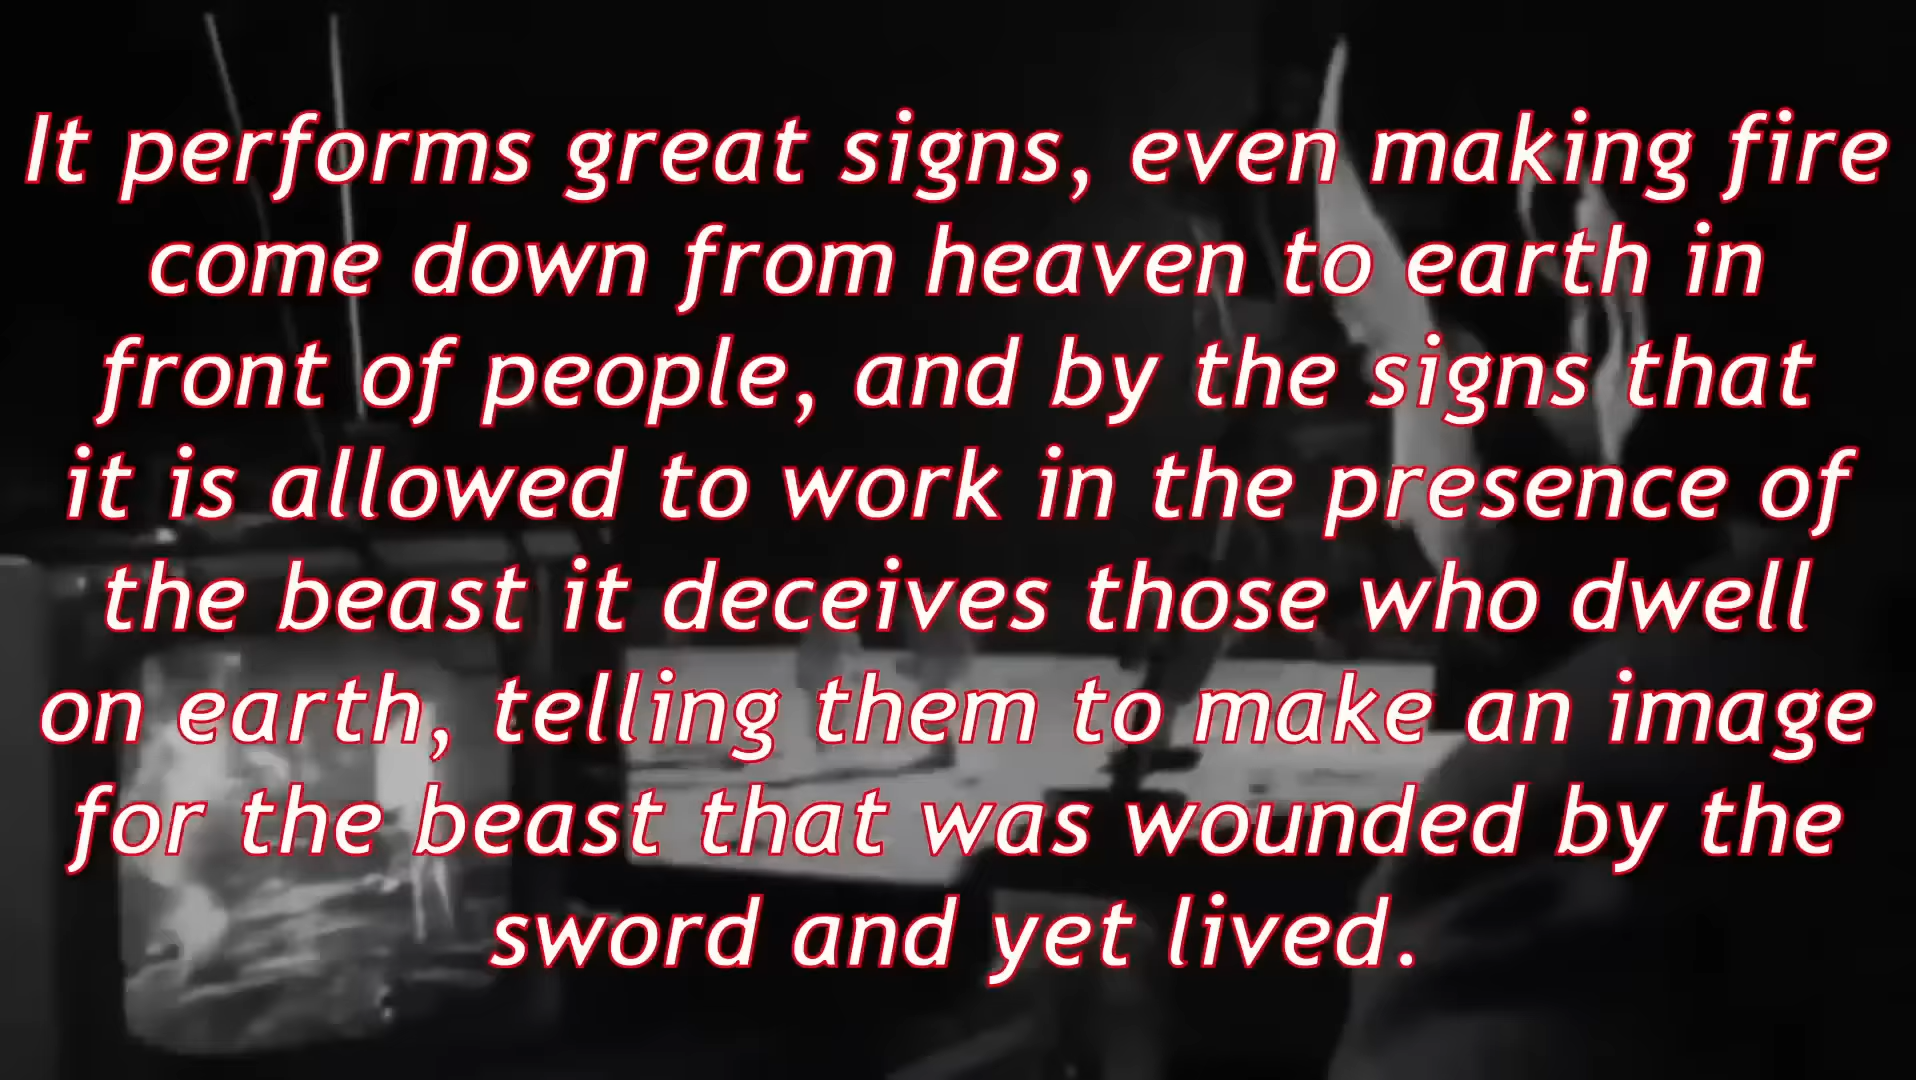 It performs great signs, even making fire
come down from heaven to earth in
front of people, and by the signs that
it is allowed to work in the presence of
the beast it deceives those who dwell
on earth, telling them to make an image
for the beast that was wounded by the
sword and yet lived.